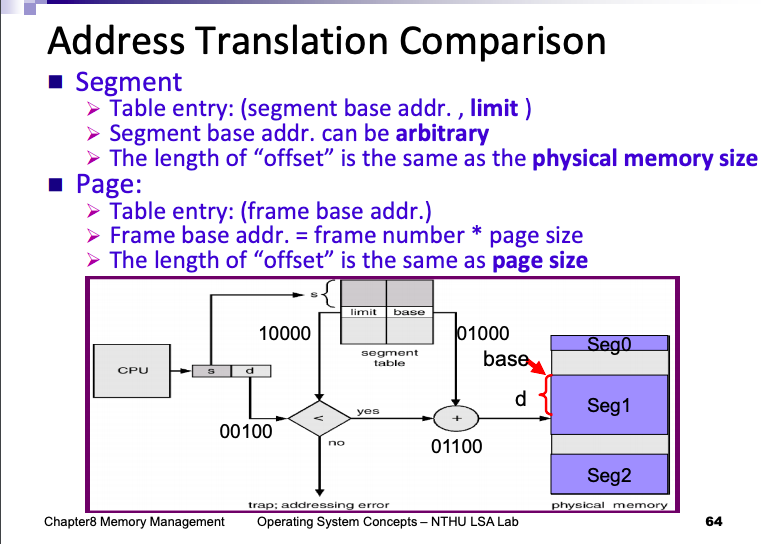 Address Translation Comparison
Segment
Table entry: (segment base addr. , limit )
Segment base addr. can be arbitrary
The length of “offset” is the same as the physical memory size
Page:
Table entry: (frame base addr.)
Frame base addr. = frame number * page size
The length of “offset” is the same as page size
s
limit base
10000
01000
segment
table
CPU
s d
base
Seg0
d
Seg1
00100
<
yes
+
no
01100
Seg2
trap; addressing error
physical memory
Chapter8 Memory Management
Operating System Concepts – NTHU LSA Lab
64